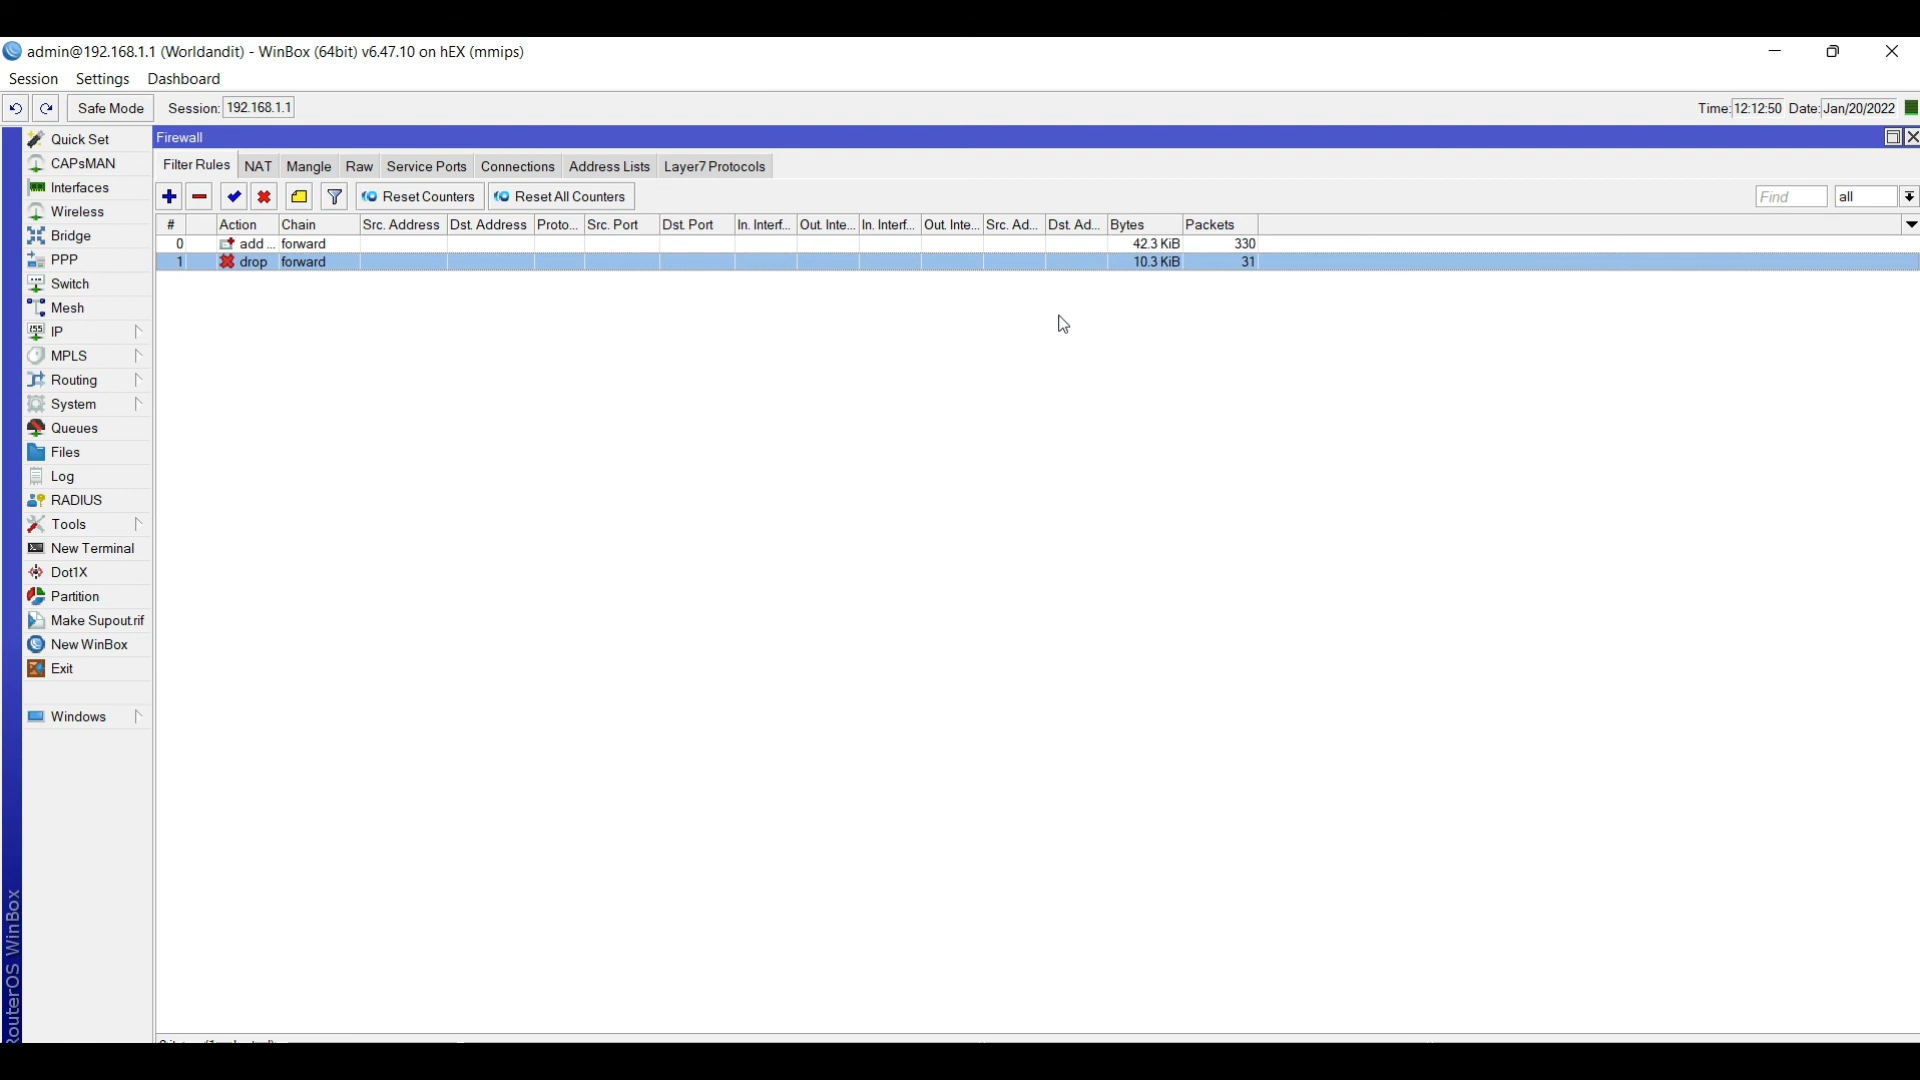 admin@192.168.1.1 (Worldandit) - WinBox (64bit) v6.47.10 on hEX (mmips)
Session Settings Dashboard
Safe Mode Session: 192.168.1.1 Time: 12:12:50 Date: Jan/20/2022
Quick Set
CAPsMAN
Interfaces
Wireless
Bridge
PPP
Switch
Mesh
IP
MPLS
Routing
System
Queues
Files
Log
RADIUS
Tools
New Terminal
Dot1X
Partition
Make Supout.rif
New WinBox
Exit
Windows
RouterOS WinBox
Firewall
Filter Rules NAT Mangle Raw Service Ports Connections Address Lists Layer7 Protocols
Reset Counters Reset All Counters Find all
# Action Chain Src. Address Dst. Address Proto... Src. Port Dst. Port In. Interf... Out. Inte... In. Interf... Out. Inte... Src. Ad... Dst. Ad... Bytes Packets
0 add ... forward 42.3 KiB 330
1 drop forward 10.3 KiB 31